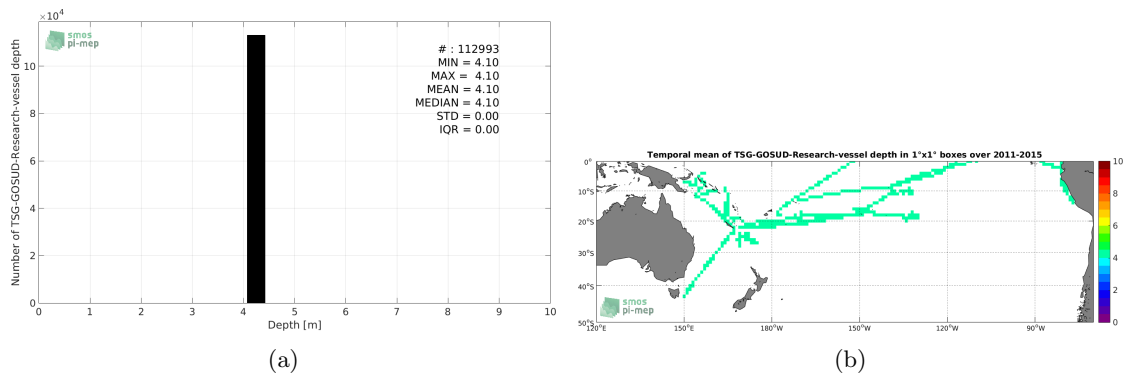 ×10⁴
smos
pi-mep
# : 112993
MIN = 4.10
MAX = 4.10
MEAN = 4.10
MEDIAN = 4.10
STD = 0.00
IQR = 0.00
Number of TSG-GOSUD-Research-vessel depth
10
8
6
4
2
0
0 1 2 3 4 5 6 7 8 9 10
Depth [m]
(a)
Temporal mean of TSG-GOSUD-Research-vessel depth in 1°x1° boxes over 2011-2015
0°
10°S
20°S
30°S
40°S
50°S
120°E 150°E 180°W 150°W 120°W 90°W
smos
pi-mep
10
8
6
4
2
0
(b)